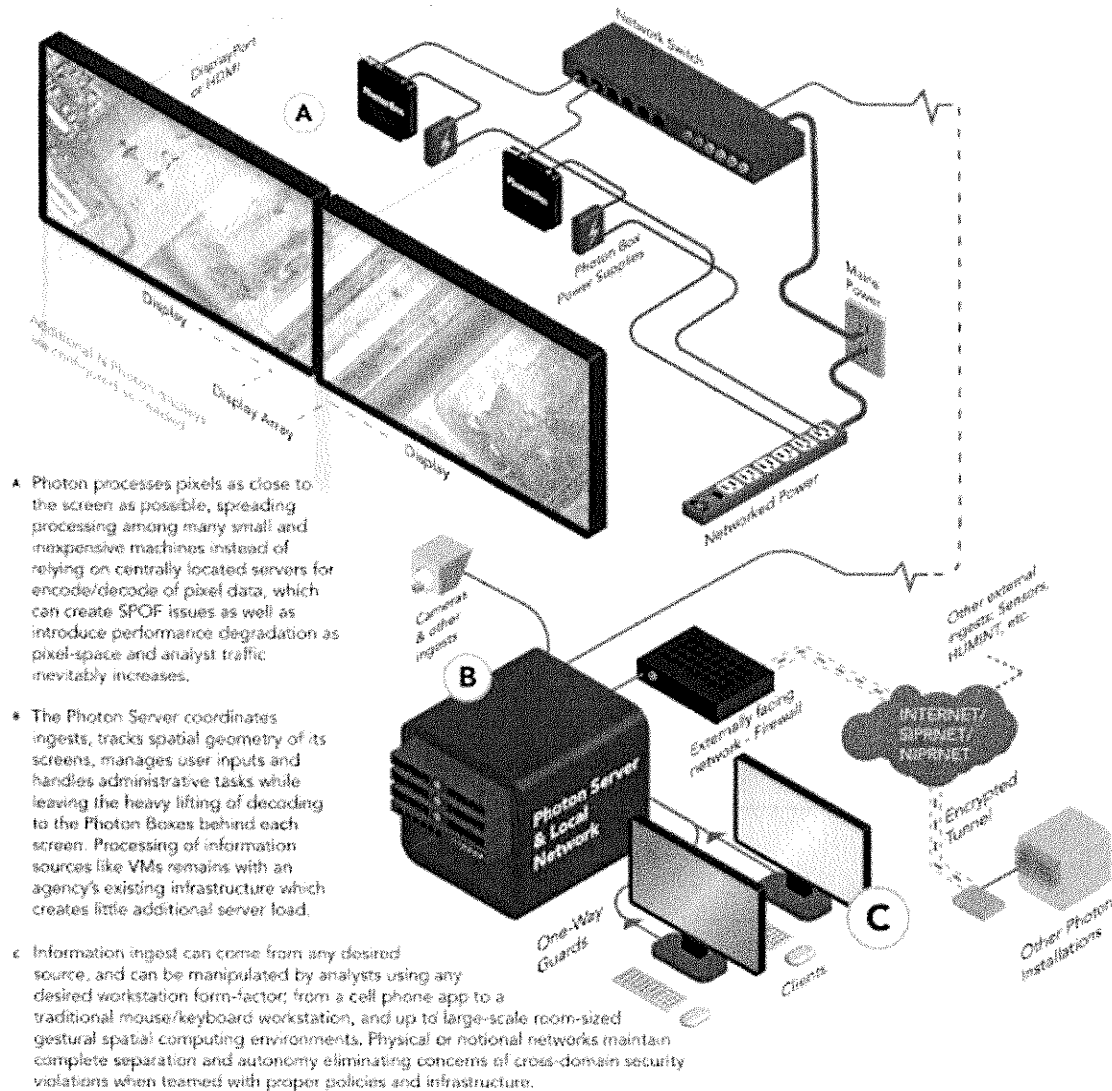 DisplayPort
or HDMI
A
PhotonBox
PhotonBox
Network Switch
Photon Box
Power Supplies
Mains
Power
Display
Additional N Photon displays
are configured as needed
Display Array
Display
Networked Power
A Photon processes pixels as close to
the screen as possible, spreading
processing among many small and
inexpensive machines instead of
relying on centrally located servers for
encode/decode of pixel data, which
can create SPOF issues as well as
introduce performance degradation as
pixel-space and analyst traffic
inevitably increases.
Cameras
& other
ingests
Other external
ingests: Sensors,
HUMINT, etc.
B
B The Photon Server coordinates
ingests, tracks spatial geometry of its
screens, manages user inputs and
handles administrative tasks while
leaving the heavy lifting of decoding
to the Photon Boxes behind each
screen. Processing of information
sources like VMs remains with an
agency's existing infrastructure which
creates little additional server load.
Photon Server
& Local
Network
Externally facing
network - Firewall
INTERNET/
SIPRNET/
NIPRNET
Encrypted
Tunnel
C
One-Way
Guards
Clients
Other Photon
Installations
C Information ingest can come from any desired
source, and can be manipulated by analysts using any
desired workstation form-factor; from a cell phone app to a
traditional mouse/keyboard workstation, and up to large-scale room-sized
gestural spatial computing environments. Physical or notional networks maintain
complete separation and autonomy eliminating concerns of cross-domain security
violations when teamed with proper policies and infrastructure.